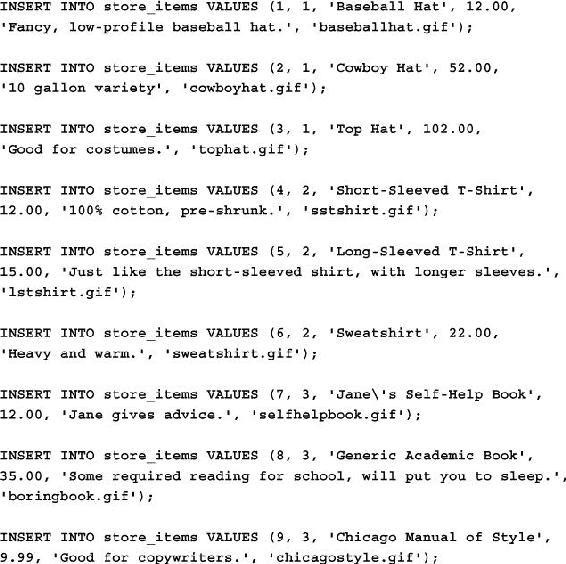 INSERT INTO store_items VALUES (1, 1, 'Baseball Hat', 12.00,
'Fancy, low-profile baseball hat.', 'baseballhat.gif');
INSERT INTO store_items VALUES (2, 1, 'Cowboy Hat', 52.00,
'10 gallon variety', 'cowboyhat.gif');
INSERT INTO store_items VALUES (3, 1, 'Top Hat', 102.00,
'Good for costumes.', 'tophat.gif');
INSERT INTO store_items VALUES (4, 2, 'Short-Sleeved T-Shirt',
12.00, '100% cotton, pre-shrunk.', 'sstshirt.gif');
INSERT INTO store_items VALUES (5, 2, 'Long-Sleeved T-Shirt',
15.00, 'Just like the short-sleeved shirt, with longer sleeves.',
'lstshirt.gif');
INSERT INTO store_items VALUES (6, 2, 'Sweatshirt', 22.00,
'Heavy and warm.', 'sweatshirt.gif');
INSERT INTO store_items VALUES (7, 3, 'Jane\'s Self-Help Book',
12.00, 'Jane gives advice.', 'selfhelpbook.gif');
INSERT INTO store_items VALUES (8, 3, 'Generic Academic Book',
35.00, 'Some required reading for school, will put you to sleep.',
'boringbook.gif');
INSERT INTO store_items VALUES (9, 3, 'Chicago Manual of Style',
9.99, 'Good for copywriters.', 'chicagostyle.gif');